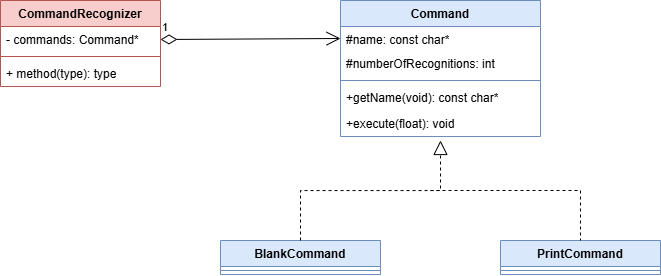 CommandRecognizer
- commands: Command*
+ method(type): type
1
Command
#name: const char*
#numberOfRecognitions: int
+getName(void): const char*
+execute(float): void
BlankCommand
PrintCommand